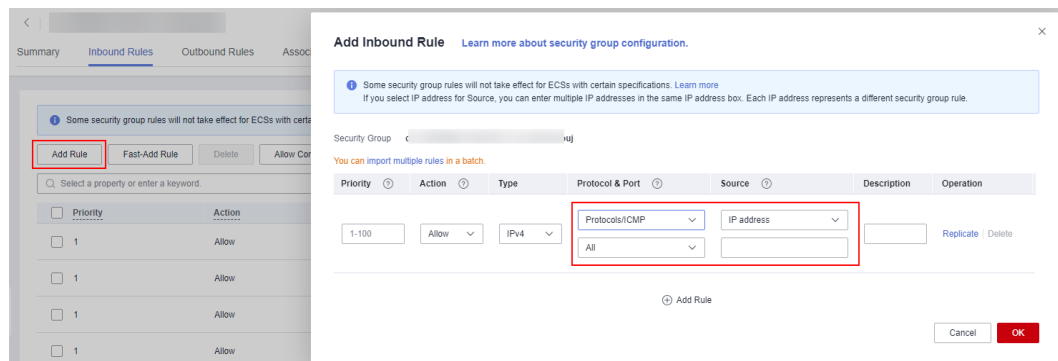 Summary Inbound Rules Outbound Rules Assoc
Some security group rules will not take effect for ECSs with certa
Add Rule Fast-Add Rule Delete Allow Con
Select a property or enter a keyword.
Priority Action
1 Allow
1 Allow
1 Allow
1 Allow
Add Inbound Rule Learn more about security group configuration.
Some security group rules will not take effect for ECSs with certain specifications. Learn more
If you select IP address for Source, you can enter multiple IP addresses in the same IP address box. Each IP address represents a different security group rule.
Security Group
You can import multiple rules in a batch.
Priority Action Type Protocol & Port Source Description Operation
1-100 Allow IPv4 Protocols/ICMP IP address Replicate Delete
All
Add Rule
Cancel OK